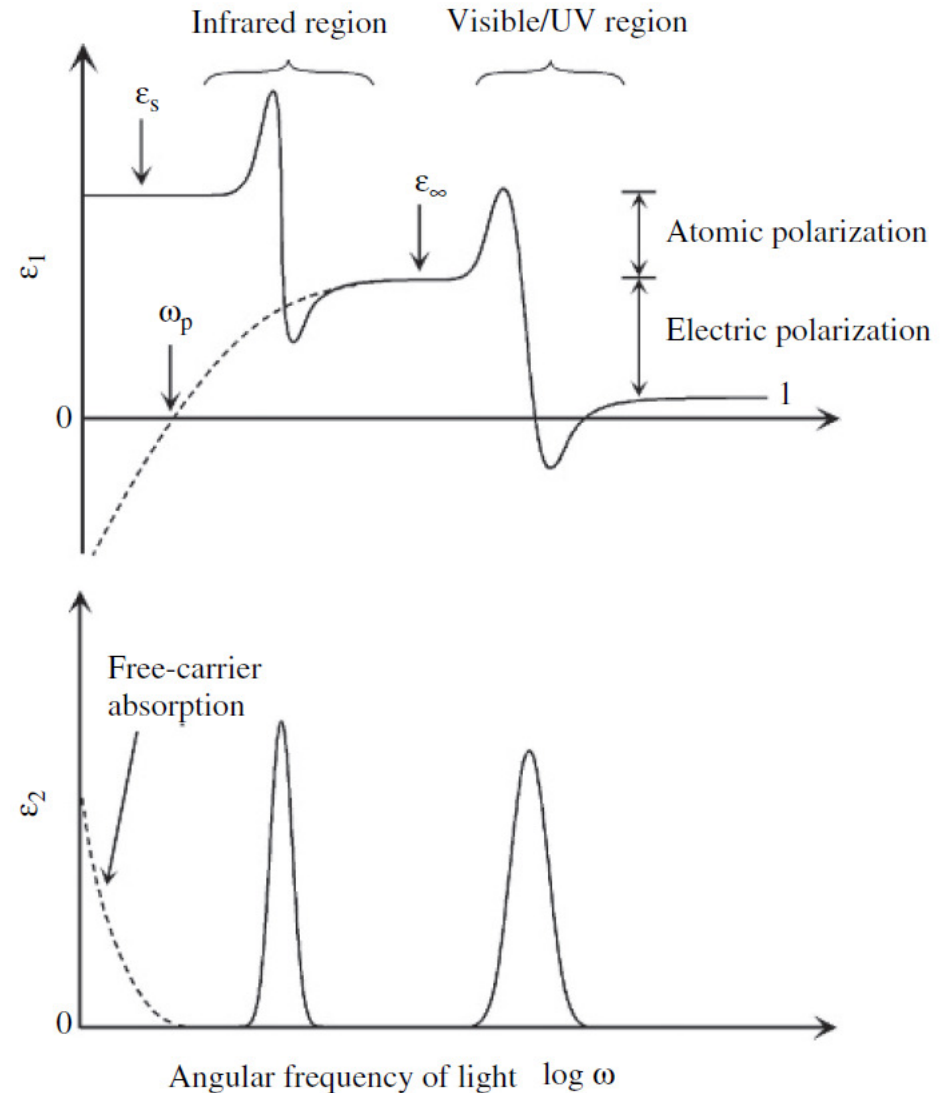 Infrared region
Visible/UV region
εs
ε∞
Atomic polarization
ε1
ωp
Electric polarization
1
0
Free-carrier
absorption
ε2
0
Angular frequency of light log ω